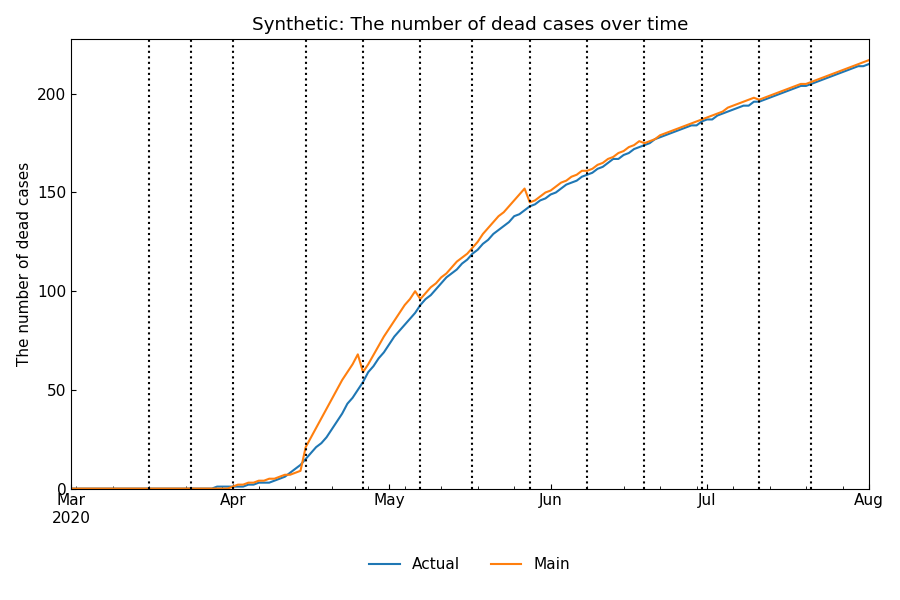 Synthetic: The number of dead cases over time
The number of dead cases
200
150
100
50
0
Mar Apr May Jun Jul Aug
2020
Actual Main